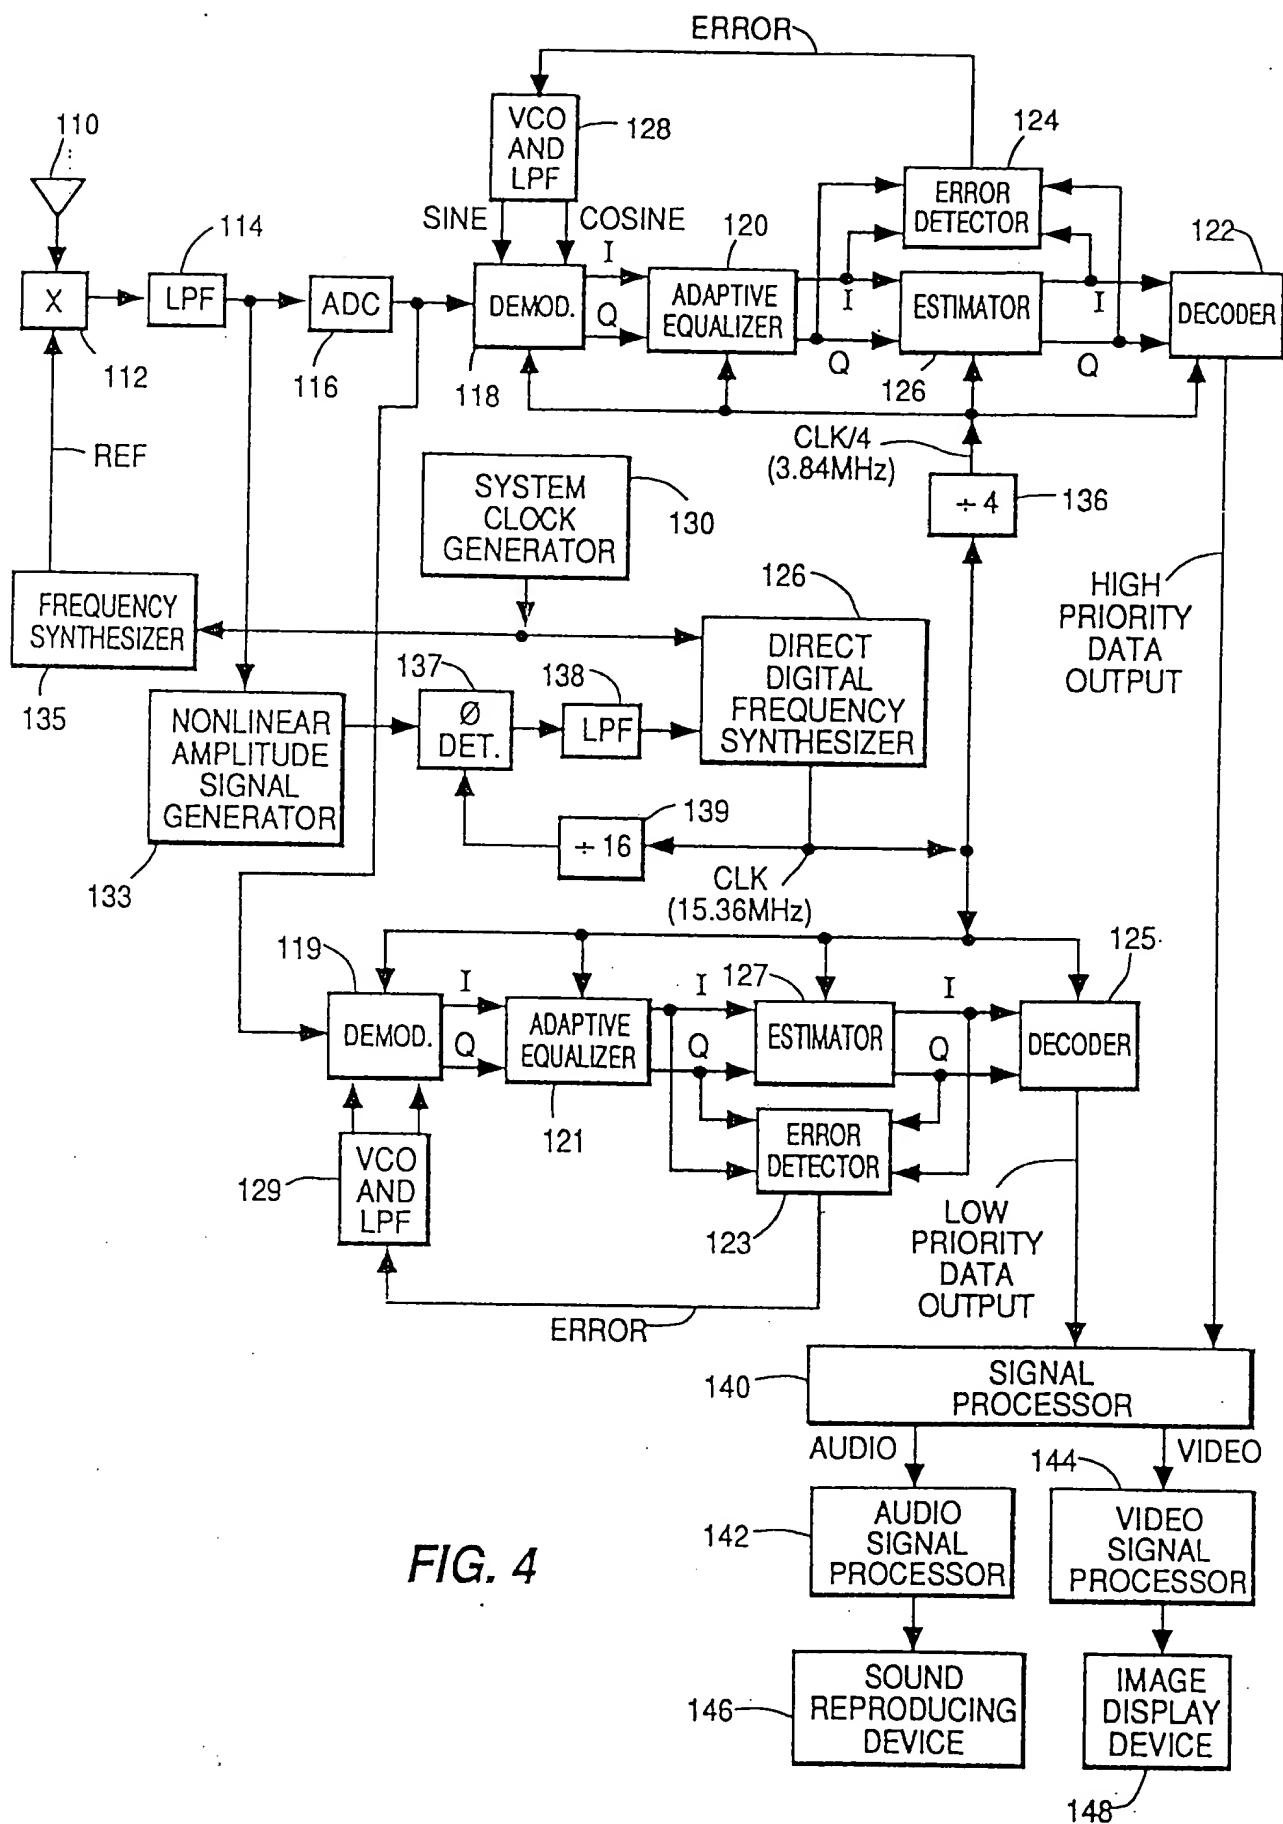 ERROR
110
VCO
AND
LPF
128
124
SINE
COSINE
ERROR
DETECTOR
114
120
122
I
X
LPF
ADC
DEMOD.
Q
ADAPTIVE
EQUALIZER
I
Q
ESTIMATOR
I
Q
DECODER
112
116
118
126
REF
CLK/4
(3.84MHz)
SYSTEM
CLOCK
GENERATOR
130
÷ 4
136
126
HIGH
PRIORITY
DATA
OUTPUT
FREQUENCY
SYNTHESIZER
135
DIRECT
DIGITAL
FREQUENCY
SYNTHESIZER
137
138
NONLINEAR
AMPLITUDE
SIGNAL
GENERATOR
133
Ø
DET.
LPF
÷ 16
139
CLK
(15.36MHz)
119
I
I
127
I
125
DEMOD.
Q
ADAPTIVE
EQUALIZER
Q
ESTIMATOR
Q
DECODER
121
ERROR
DETECTOR
129
VCO
AND
LPF
123
LOW
PRIORITY
DATA
OUTPUT
ERROR
140
SIGNAL
PROCESSOR
AUDIO
VIDEO
144
142
AUDIO
SIGNAL
PROCESSOR
VIDEO
SIGNAL
PROCESSOR
FIG. 4
146
SOUND
REPRODUCING
DEVICE
IMAGE
DISPLAY
DEVICE
148